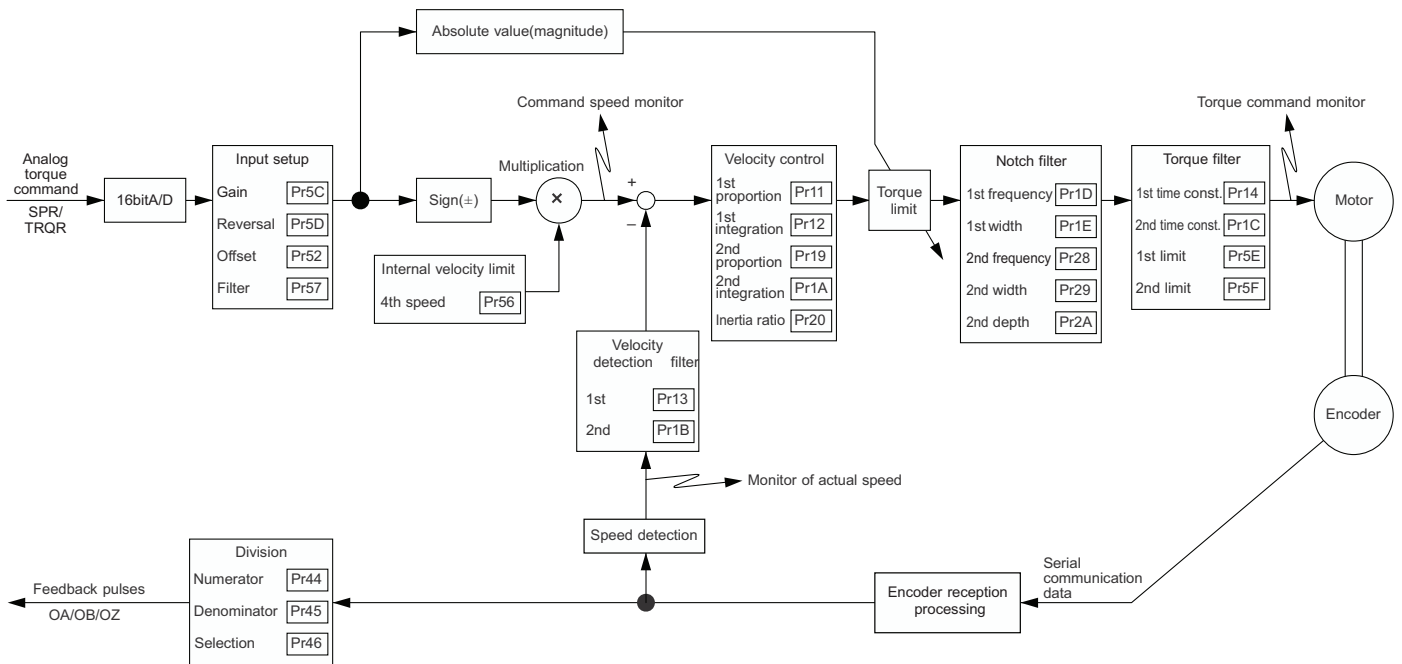 Absolute value(magnitude)
Command speed monitor
Torque command monitor
Analog
torque
command
SPR/
TRQR
16bitA/D
Input setup
Gain Pr5C
Reversal Pr5D
Offset Pr52
Filter Pr57
Sign(±)
Multiplication
×
+
−
Internal velocity limit
4th speed Pr56
Velocity control
1st
proportion Pr11
1st
integration Pr12
2nd
proportion Pr19
2nd
integration Pr1A
Inertia ratio Pr20
Torque
limit
Notch filter
1st frequency Pr1D
1st width Pr1E
2nd frequency Pr28
2nd width Pr29
2nd depth Pr2A
Torque filter
1st time const. Pr14
2nd time const. Pr1C
1st limit Pr5E
2nd limit Pr5F
Motor
Encoder
Velocity
detection filter
1st Pr13
2nd Pr1B
Monitor of actual speed
Speed detection
Serial
communication
data
Encoder reception
processing
Division
Numerator Pr44
Denominator Pr45
Selection Pr46
Feedback pulses
OA/OB/OZ